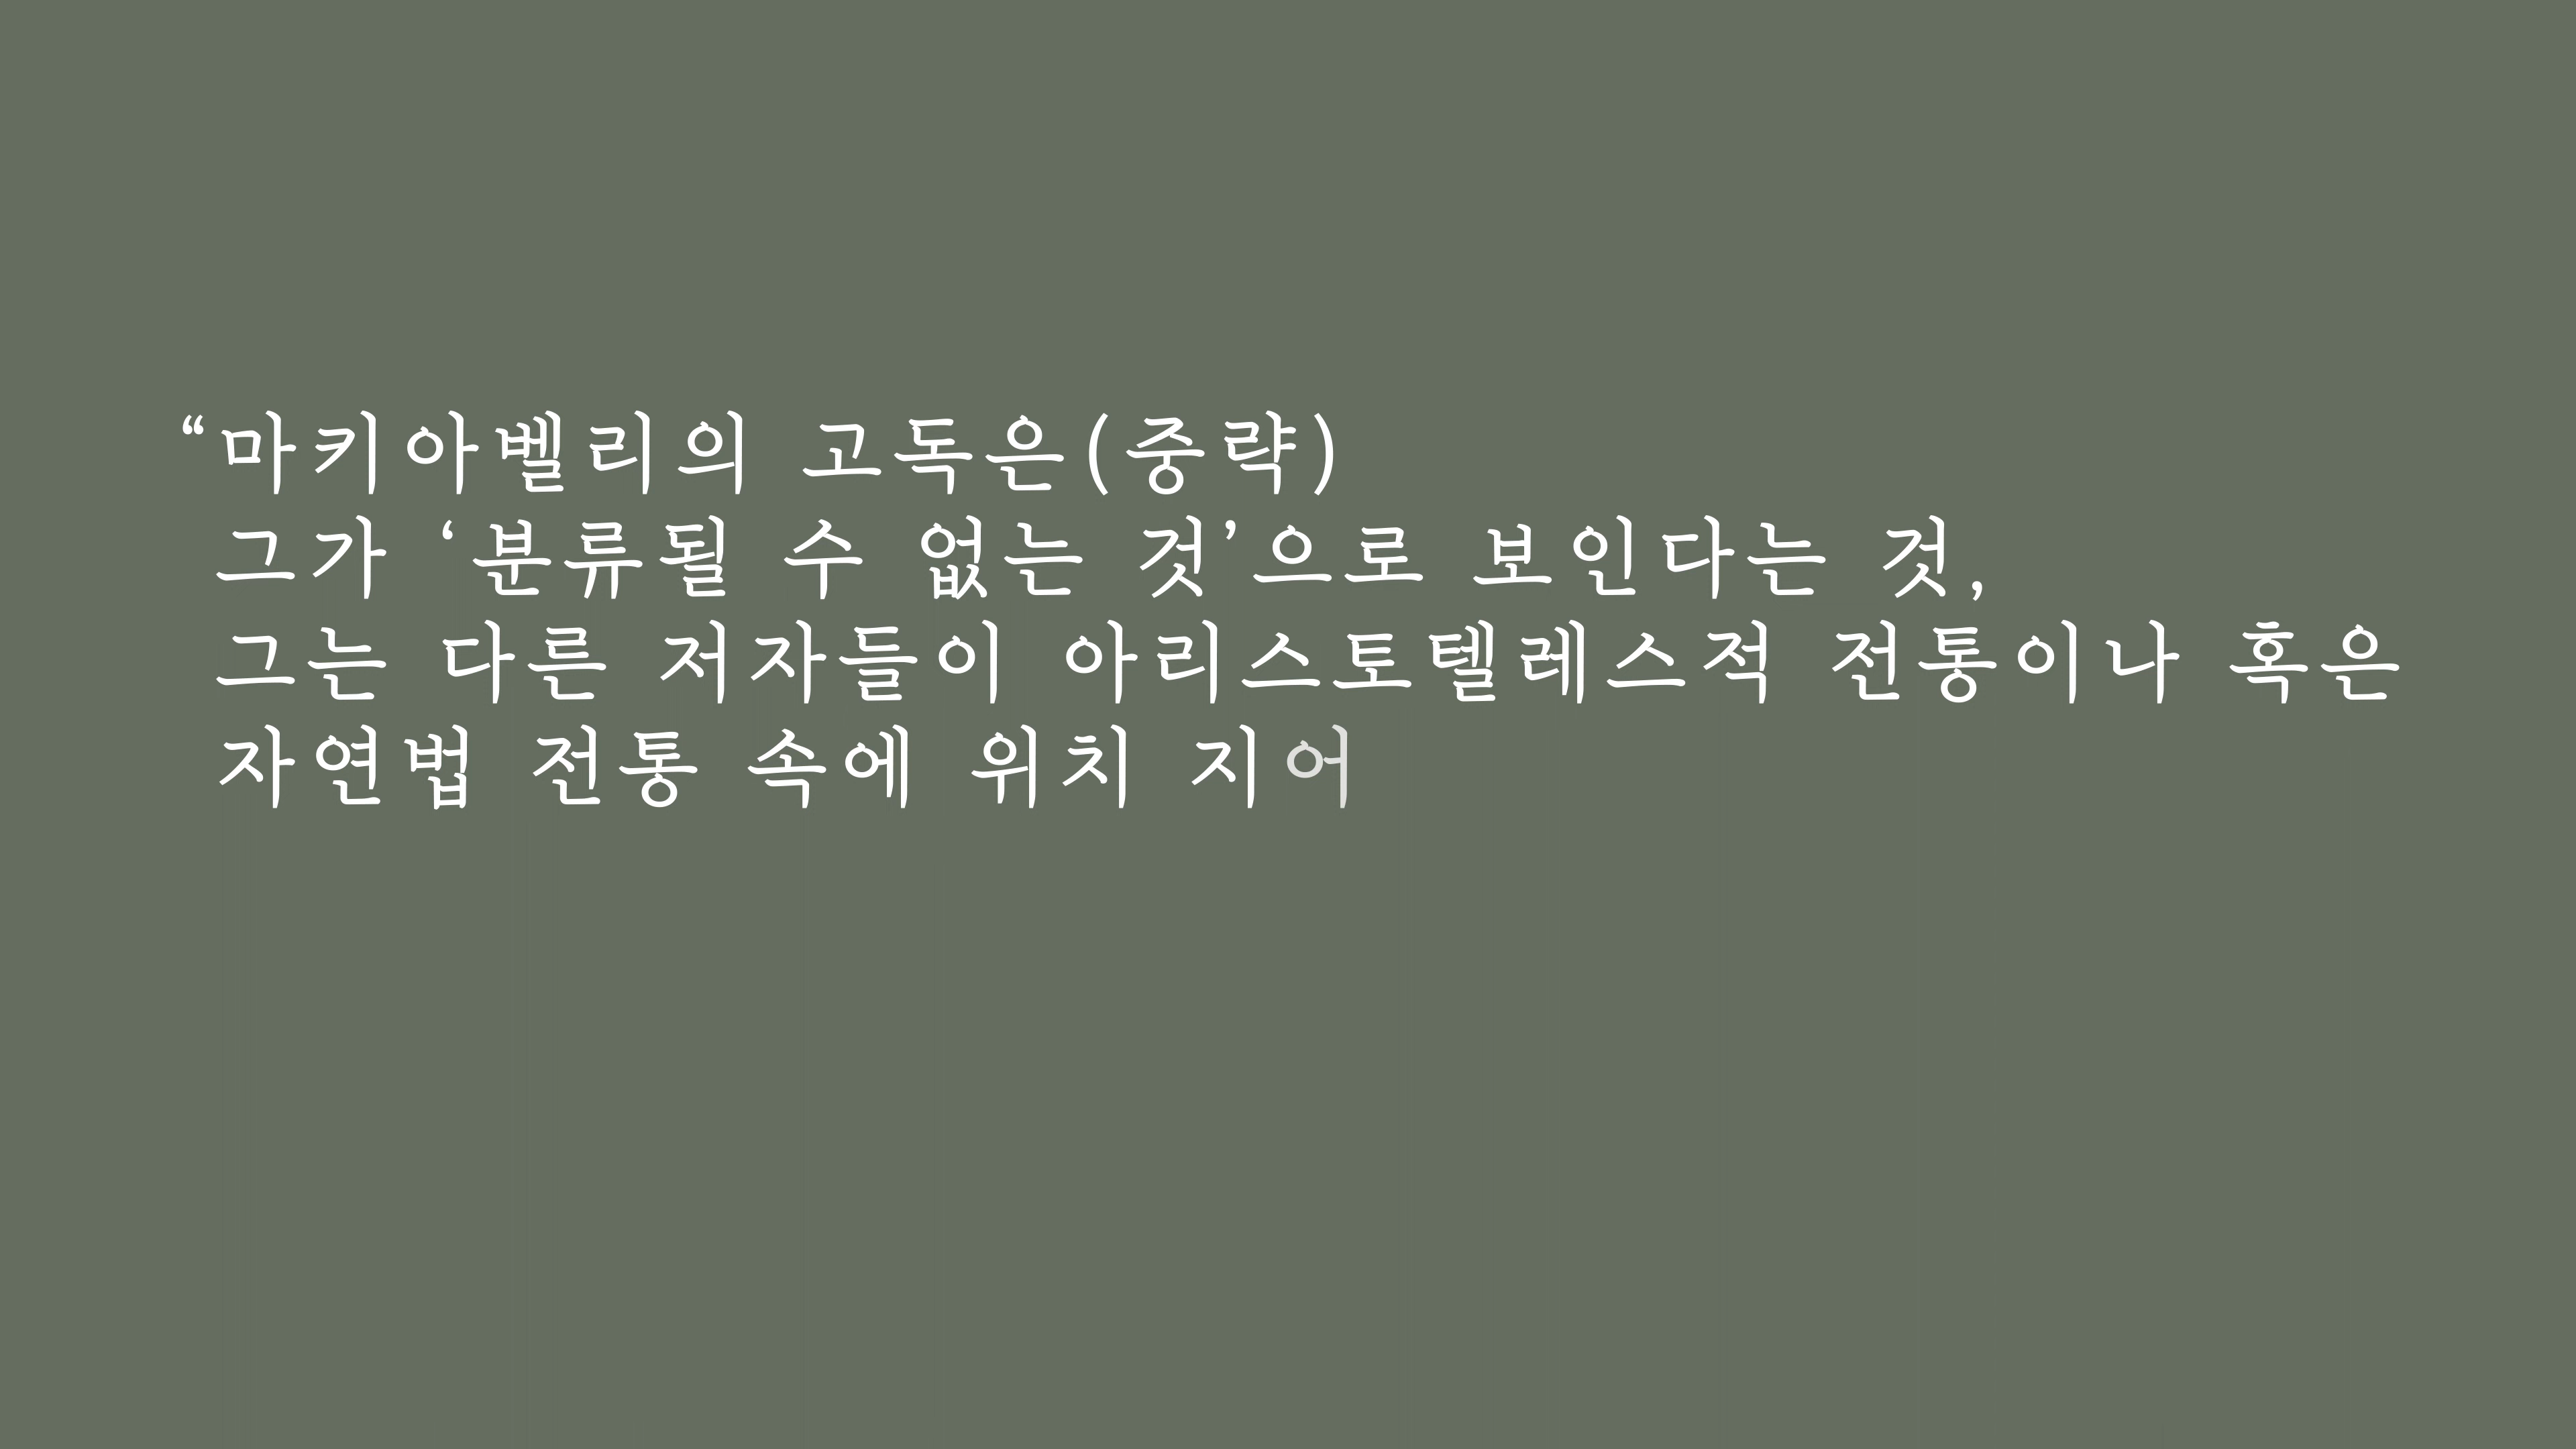 “마키아벨리의 고독은(중략)
그가 ‘분류될 수 없는 것’으로 보인다는 것,
그는 다른 저자들이 아리스토텔레스적 전통이나 혹은
자연법 전통 속에 위치 지어